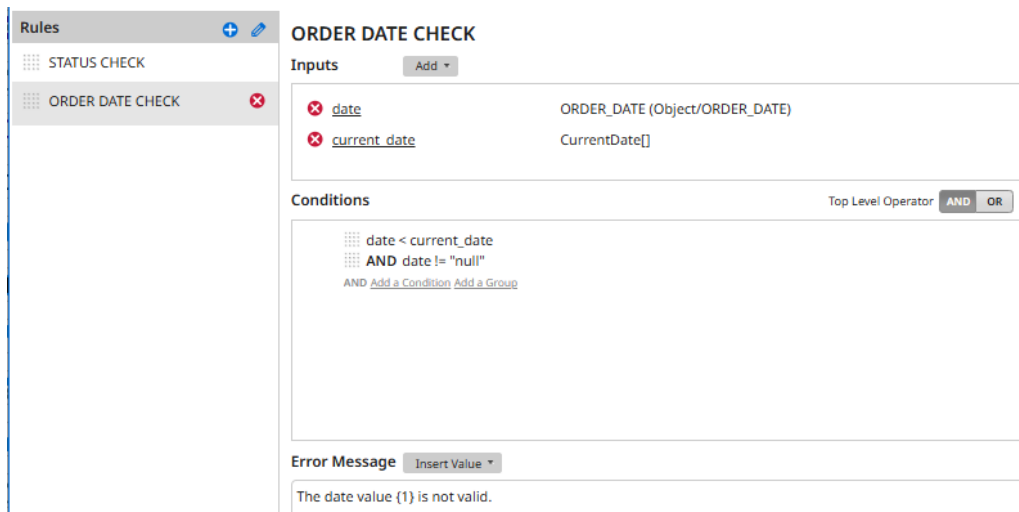 Rules
STATUS CHECK
ORDER DATE CHECK
ORDER DATE CHECK
Inputs Add
date ORDER_DATE (Object/ORDER_DATE)
current_date CurrentDate[]
Conditions Top Level Operator AND OR
date < current_date
AND date != "null"
AND Add a Condition Add a Group
Error Message Insert Value
The date value {1} is not valid.